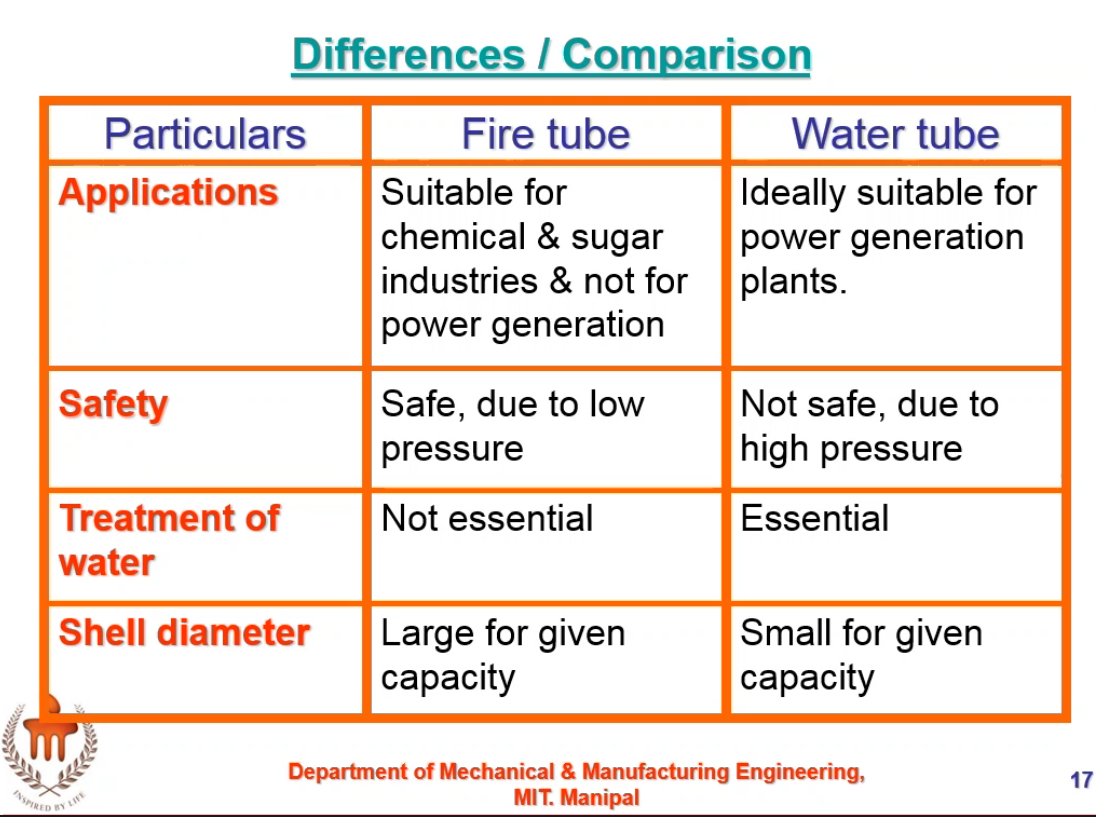 Differences / Comparison
Particulars
Fire tube
Water tube
Applications
Suitable for
chemical & sugar
industries & not for
power generation
Ideally suitable for
power generation
plants.
Safety
Safe, due to low
pressure
Not safe, due to
high pressure
Treatment of
water
Not essential
Essential
Shell diameter
Large for given
capacity
Small for given
capacity
INSPIRED BY LIFE
Department of Mechanical & Manufacturing Engineering,
MIT. Manipal
17